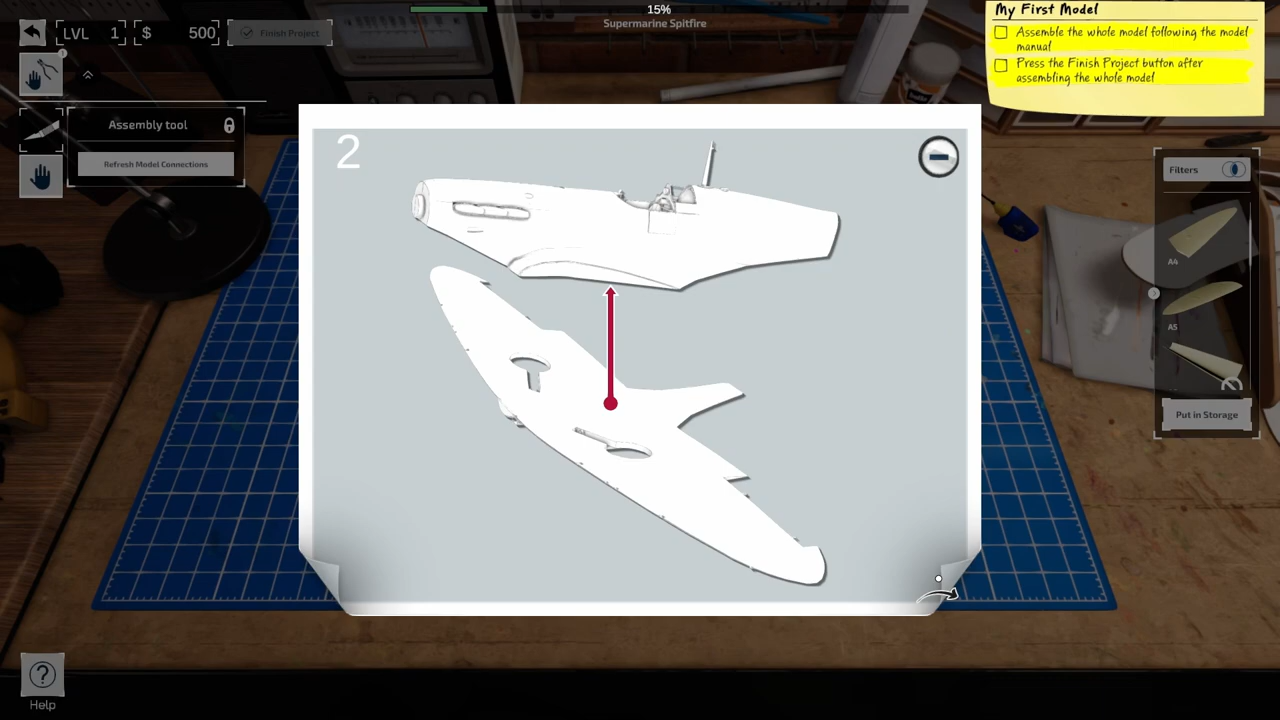 15%
Supermarine Spitfire
LVL 1 $ 500
Finish Project
My First Model
Assemble the whole model following the model
manual
Press the Finish Project button after
assembling the whole model
Assembly tool
Refresh Model Connections
2
Filters
A4
A5
Put in Storage
?
Help